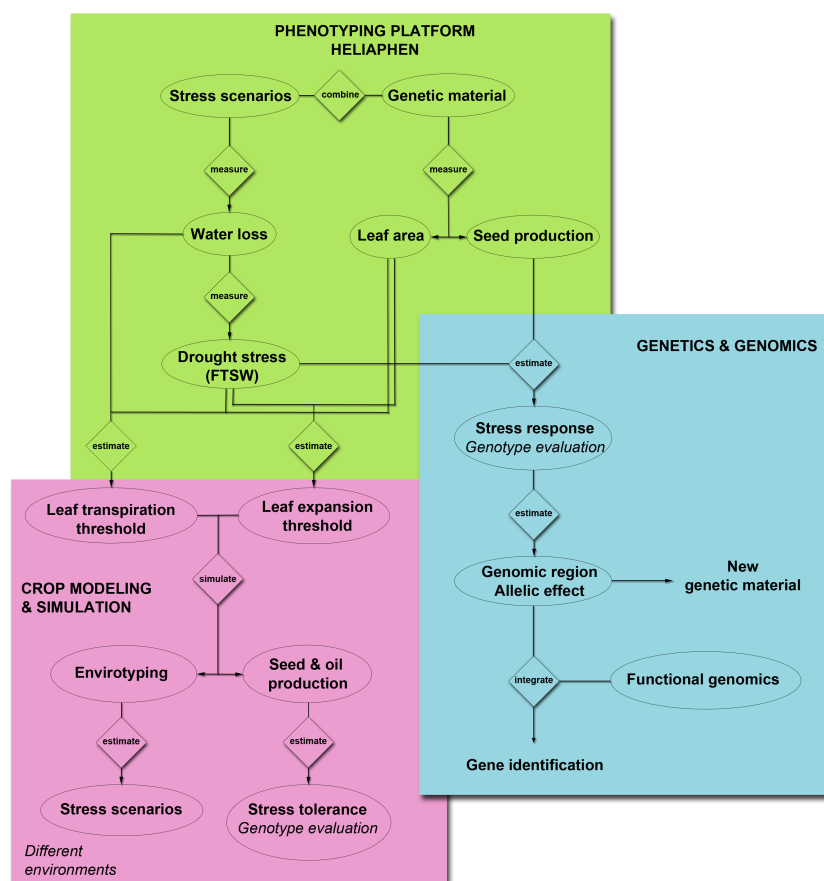 PHENOTYPING PLATFORM
HELIAPHEN
Stress scenarios
combine
Genetic material
measure
measure
Water loss
Leaf area
Seed production
measure
Drought stress
(FTSW)
estimate
GENETICS & GENOMICS
Stress response
Genotype evaluation
estimate
estimate
Leaf transpiration
threshold
Leaf expansion
threshold
estimate
CROP MODELING
& SIMULATION
simulate
Genomic region
Allelic effect
New
genetic material
Envirotyping
Seed & oil
production
integrate
Functional genomics
estimate
estimate
Gene identification
Stress scenarios
Stress tolerance
Genotype evaluation
Different
environments